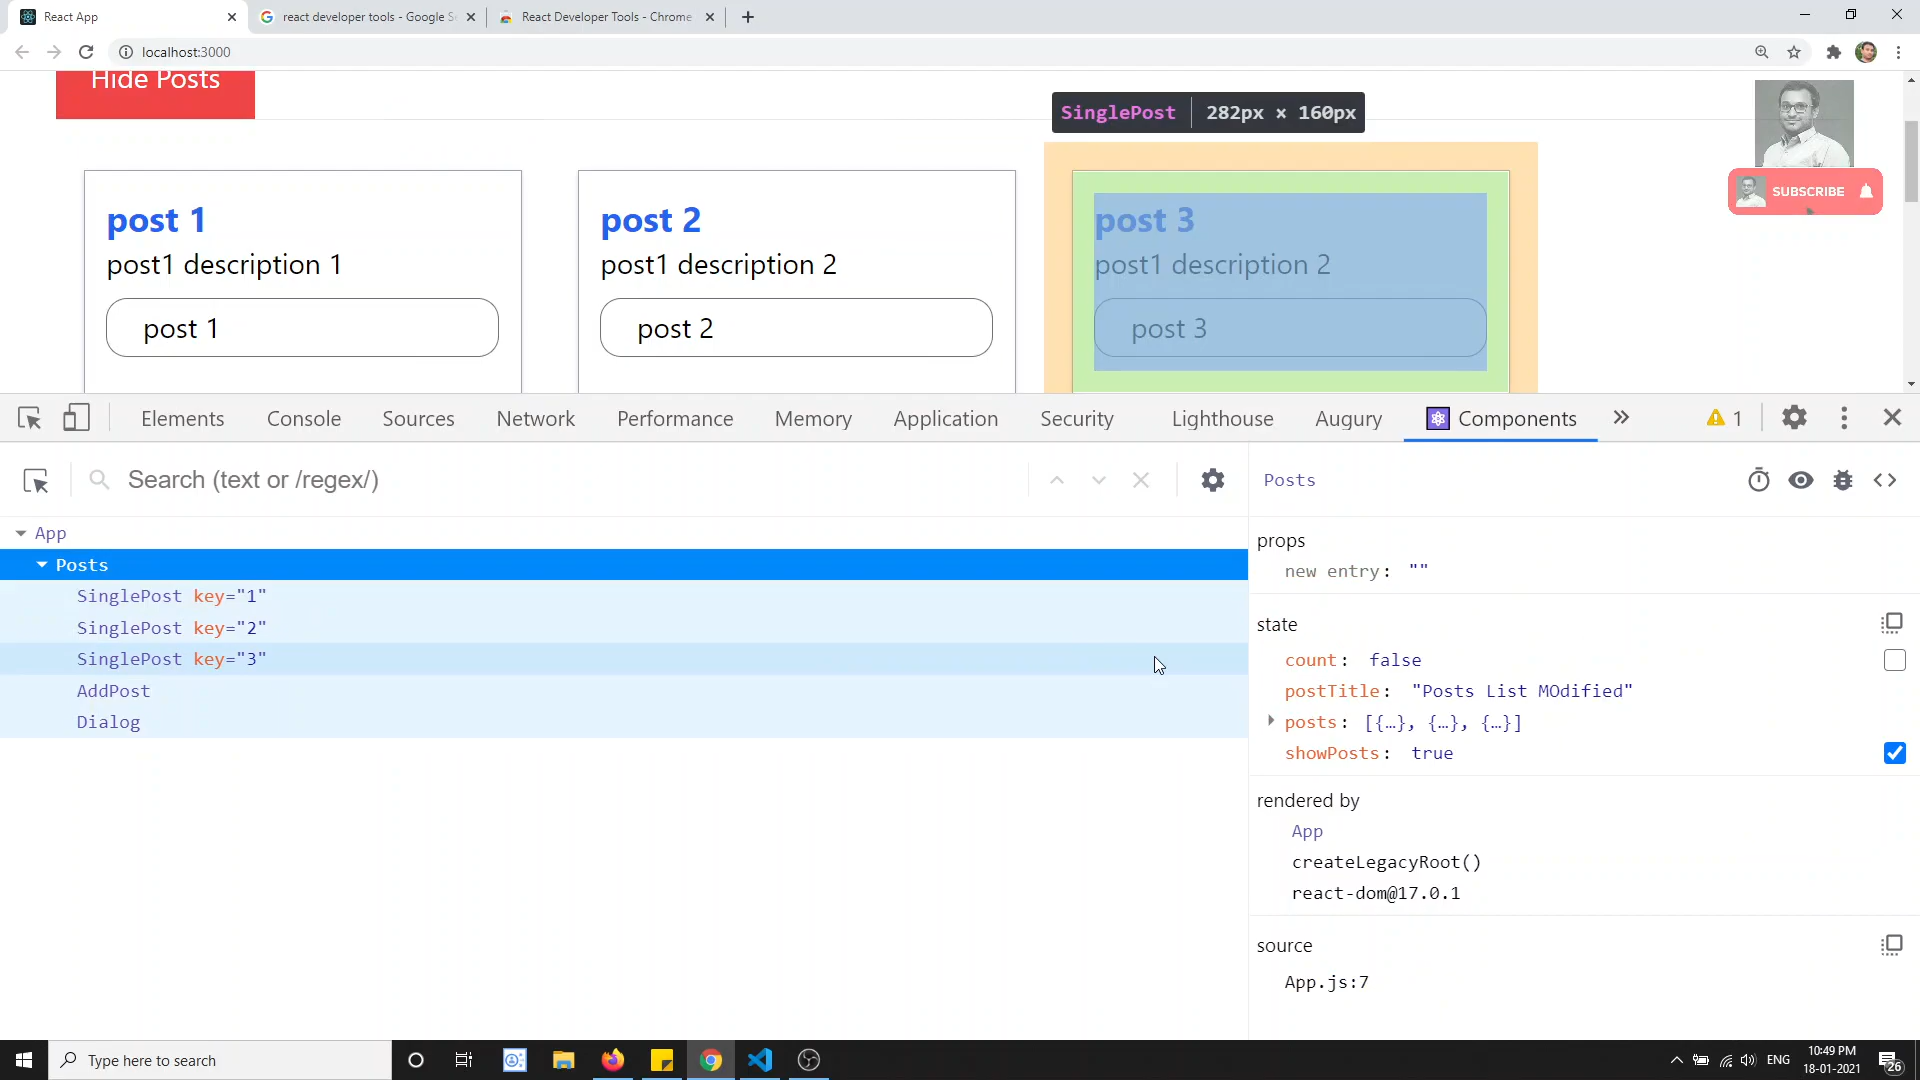 React App
react developer tools - Google Se
React Developer Tools - Chrome
localhost:3000
Hide Posts
SinglePost 282px × 160px
SUBSCRIBE
post 1
post1 description 1
post 1
post 2
post1 description 2
post 2
post 3
post1 description 2
post 3
Elements Console Sources Network Performance Memory Application Security Lighthouse Augury Components 1
Search (text or /regex/)
Posts
App
Posts
SinglePost key="1"
SinglePost key="2"
SinglePost key="3"
AddPost
Dialog
props
new entry: ""
state
count: false
postTitle: "Posts List MOdified"
posts: [{…}, {…}, {…}]
showPosts: true
rendered by
App
createLegacyRoot()
react-dom@17.0.1
source
App.js:7
Type here to search
ENG
10:49 PM
18-01-2021
26